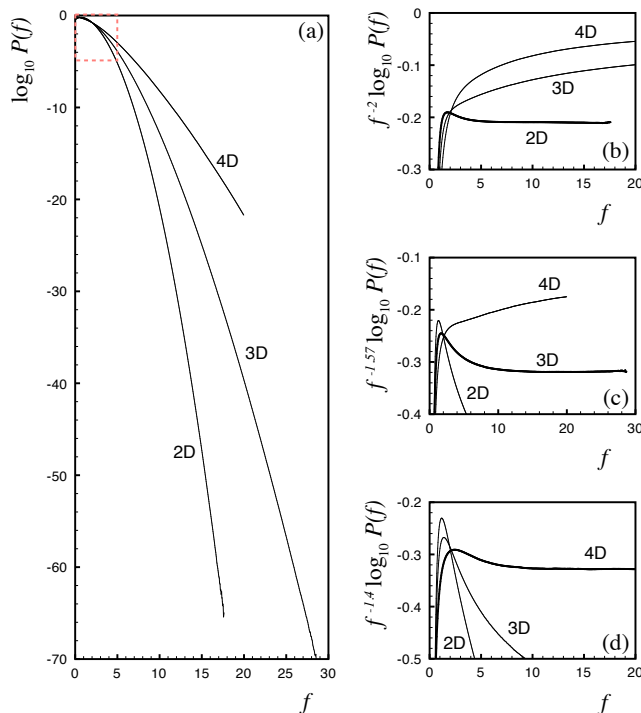 (a)
log₁₀ P(f)
0
-10
-20
-30
-40
-50
-60
-70
4D
3D
2D
0 5 10 15 20 25 30
f
f⁻² log₁₀ P(f)
0
-0.1
-0.2
-0.3
4D
3D
2D
(b)
0 5 10 15 20
f
f⁻¹·⁵⁷ log₁₀ P(f)
-0.1
-0.2
-0.3
-0.4
4D
3D
2D
(c)
0 10 20 30
f
f⁻¹·⁴ log₁₀ P(f)
-0.2
-0.3
-0.4
-0.5
4D
2D
3D
(d)
0 5 10 15 20
f